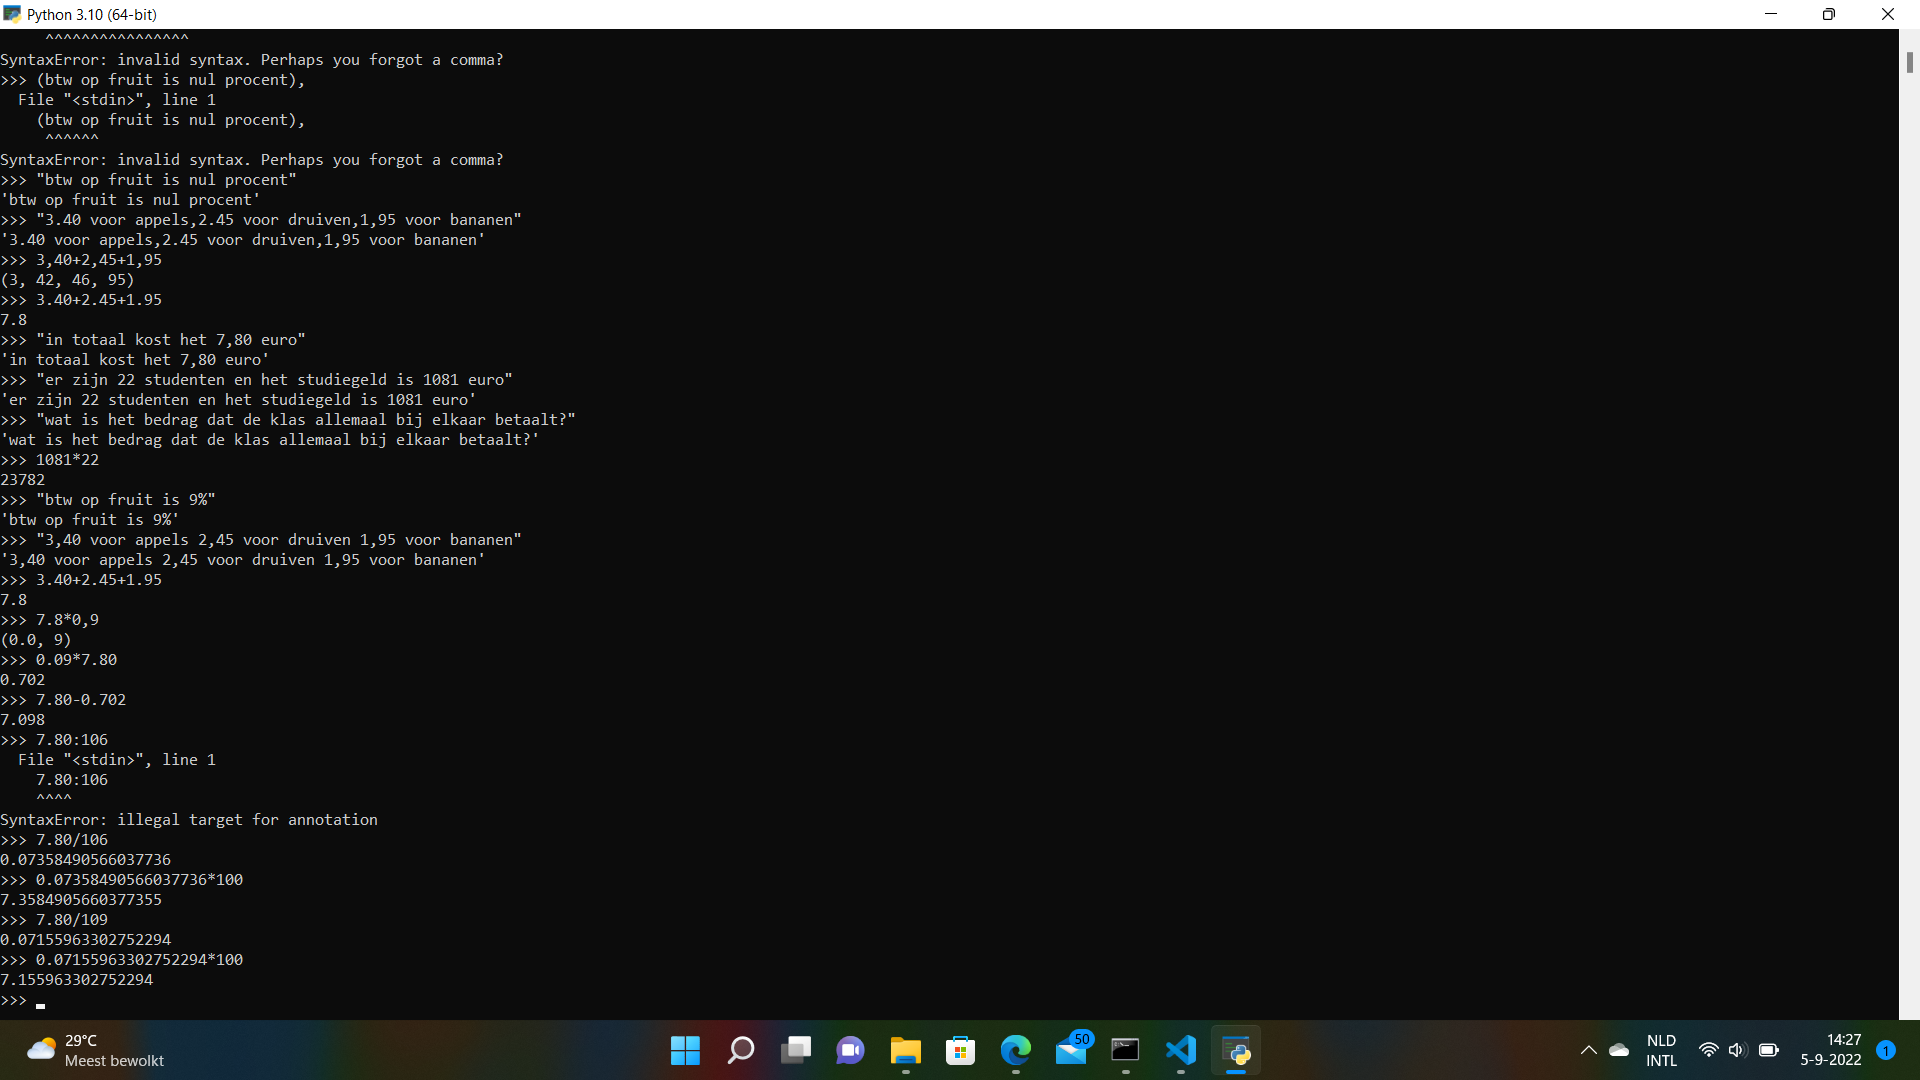 Python 3.10 (64-bit)
^^^^^^^^^^^^^^^^
SyntaxError: invalid syntax. Perhaps you forgot a comma?
>>> (btw op fruit is nul procent),
  File "<stdin>", line 1
    (btw op fruit is nul procent),
     ^^^^^^
SyntaxError: invalid syntax. Perhaps you forgot a comma?
>>> "btw op fruit is nul procent"
'btw op fruit is nul procent'
>>> "3.40 voor appels,2.45 voor druiven,1,95 voor bananen"
'3.40 voor appels,2.45 voor druiven,1,95 voor bananen'
>>> 3,40+2,45+1,95
(3, 42, 46, 95)
>>> 3.40+2.45+1.95
7.8
>>> "in totaal kost het 7,80 euro"
'in totaal kost het 7,80 euro'
>>> "er zijn 22 studenten en het studiegeld is 1081 euro"
'er zijn 22 studenten en het studiegeld is 1081 euro'
>>> "wat is het bedrag dat de klas allemaal bij elkaar betaalt?"
'wat is het bedrag dat de klas allemaal bij elkaar betaalt?'
>>> 1081*22
23782
>>> "btw op fruit is 9%"
'btw op fruit is 9%'
>>> "3,40 voor appels 2,45 voor druiven 1,95 voor bananen"
'3,40 voor appels 2,45 voor druiven 1,95 voor bananen'
>>> 3.40+2.45+1.95
7.8
>>> 7.8*0,9
(0.0, 9)
>>> 0.09*7.80
0.702
>>> 7.80-0.702
7.098
>>> 7.80:106
  File "<stdin>", line 1
    7.80:106
    ^^^^
SyntaxError: illegal target for annotation
>>> 7.80/106
0.07358490566037736
>>> 0.07358490566037736*100
7.3584905660377355
>>> 7.80/109
0.07155963302752294
>>> 0.07155963302752294*100
7.155963302752294
>>>
29°C
Meest bewolkt
50
NLD
INTL
14:27
5-9-2022
1